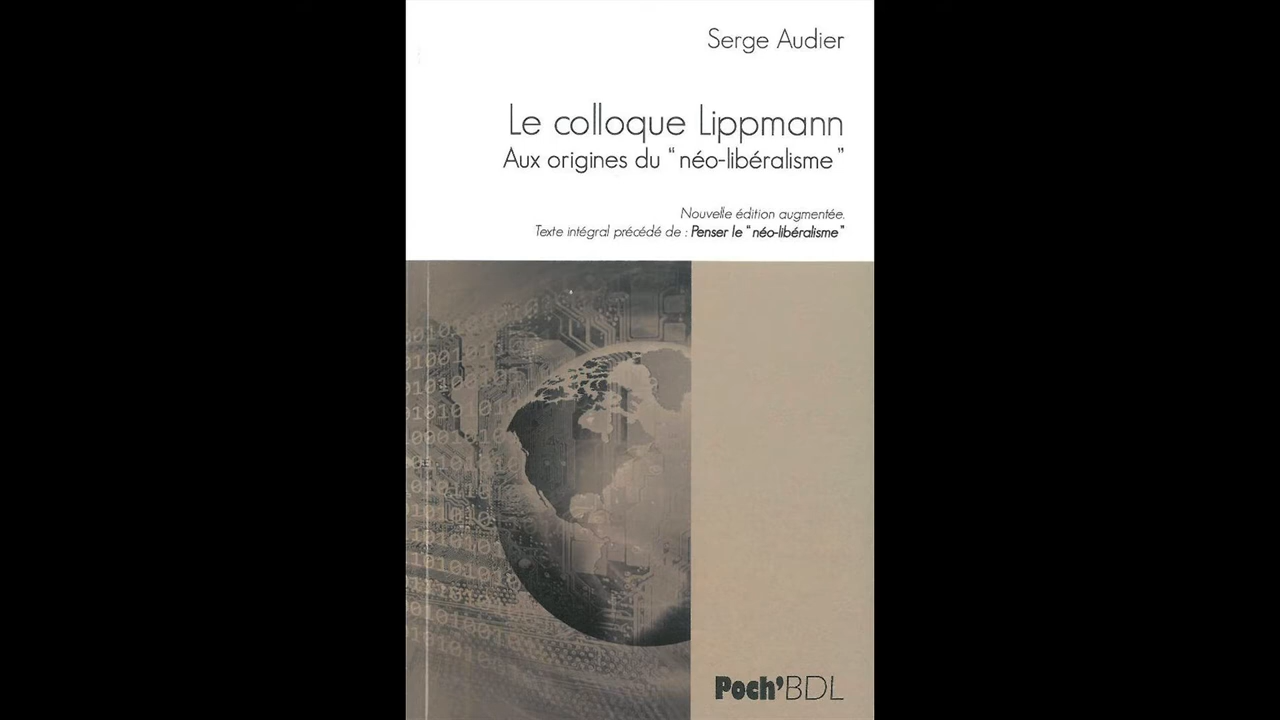 Serge Audier
Le colloque Lippmann
Aux origines du “ néo-libéralisme ”
Nouvelle édition augmentée.
Texte intégral précédé de : Penser le “ néo-libéralisme ”
Poch’BDL